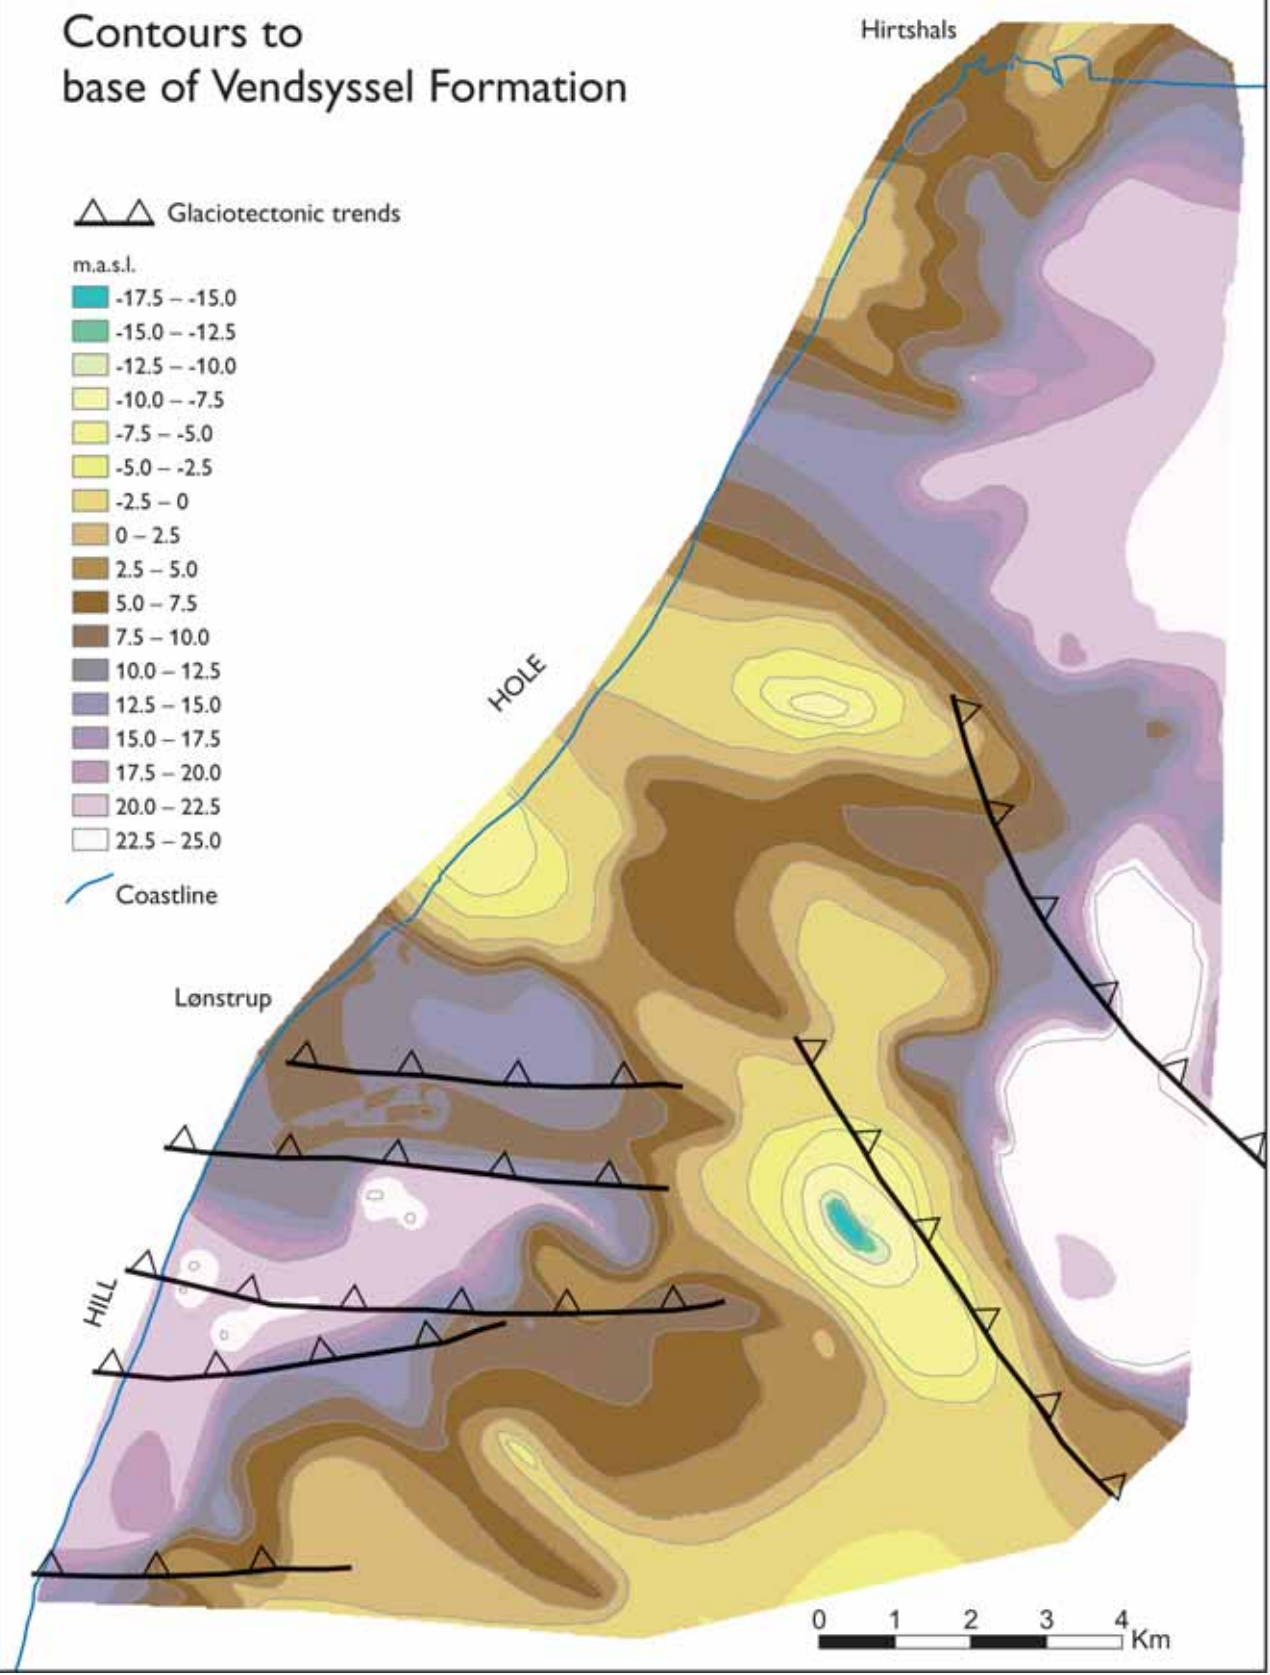 Contours to
base of Vendsyssel Formation
Hirtshals
Glaciotectonic trends
m.a.s.l.
-17.5 – -15.0
-15.0 – -12.5
-12.5 – -10.0
-10.0 – -7.5
-7.5 – -5.0
-5.0 – -2.5
-2.5 – 0
0 – 2.5
2.5 – 5.0
5.0 – 7.5
7.5 – 10.0
10.0 – 12.5
12.5 – 15.0
15.0 – 17.5
17.5 – 20.0
20.0 – 22.5
22.5 – 25.0
Coastline
HOLE
Lønstrup
HILL
0 1 2 3 4
Km